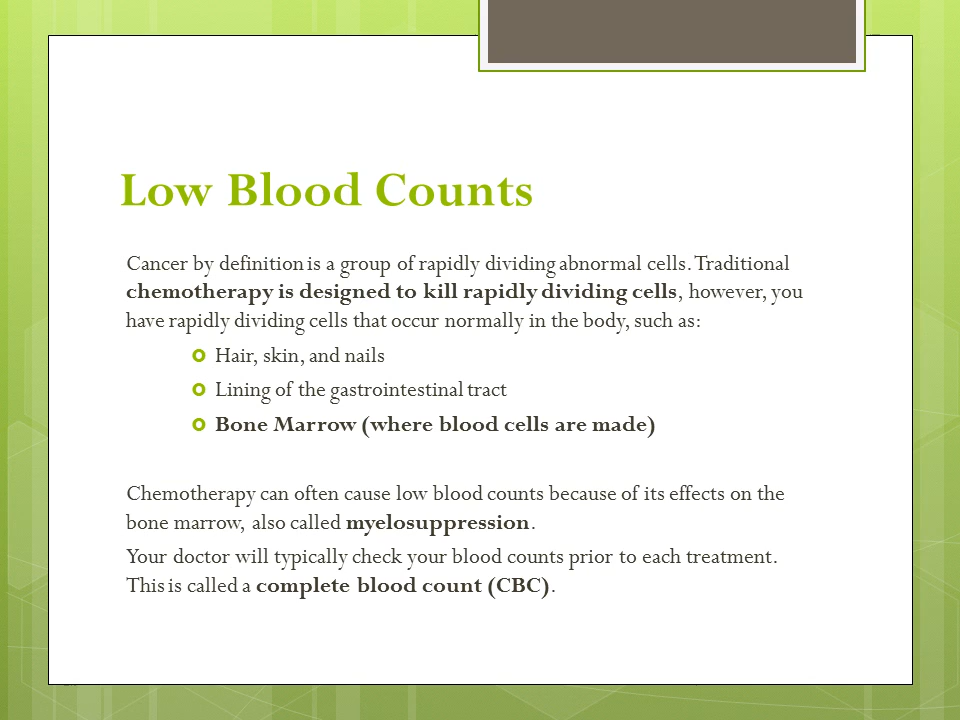 Low Blood Counts
Cancer by definition is a group of rapidly dividing abnormal cells. Traditional
chemotherapy is designed to kill rapidly dividing cells, however, you
have rapidly dividing cells that occur normally in the body, such as:
Hair, skin, and nails
Lining of the gastrointestinal tract
Bone Marrow (where blood cells are made)
Chemotherapy can often cause low blood counts because of its effects on the
bone marrow, also called myelosuppression.
Your doctor will typically check your blood counts prior to each treatment.
This is called a complete blood count (CBC).